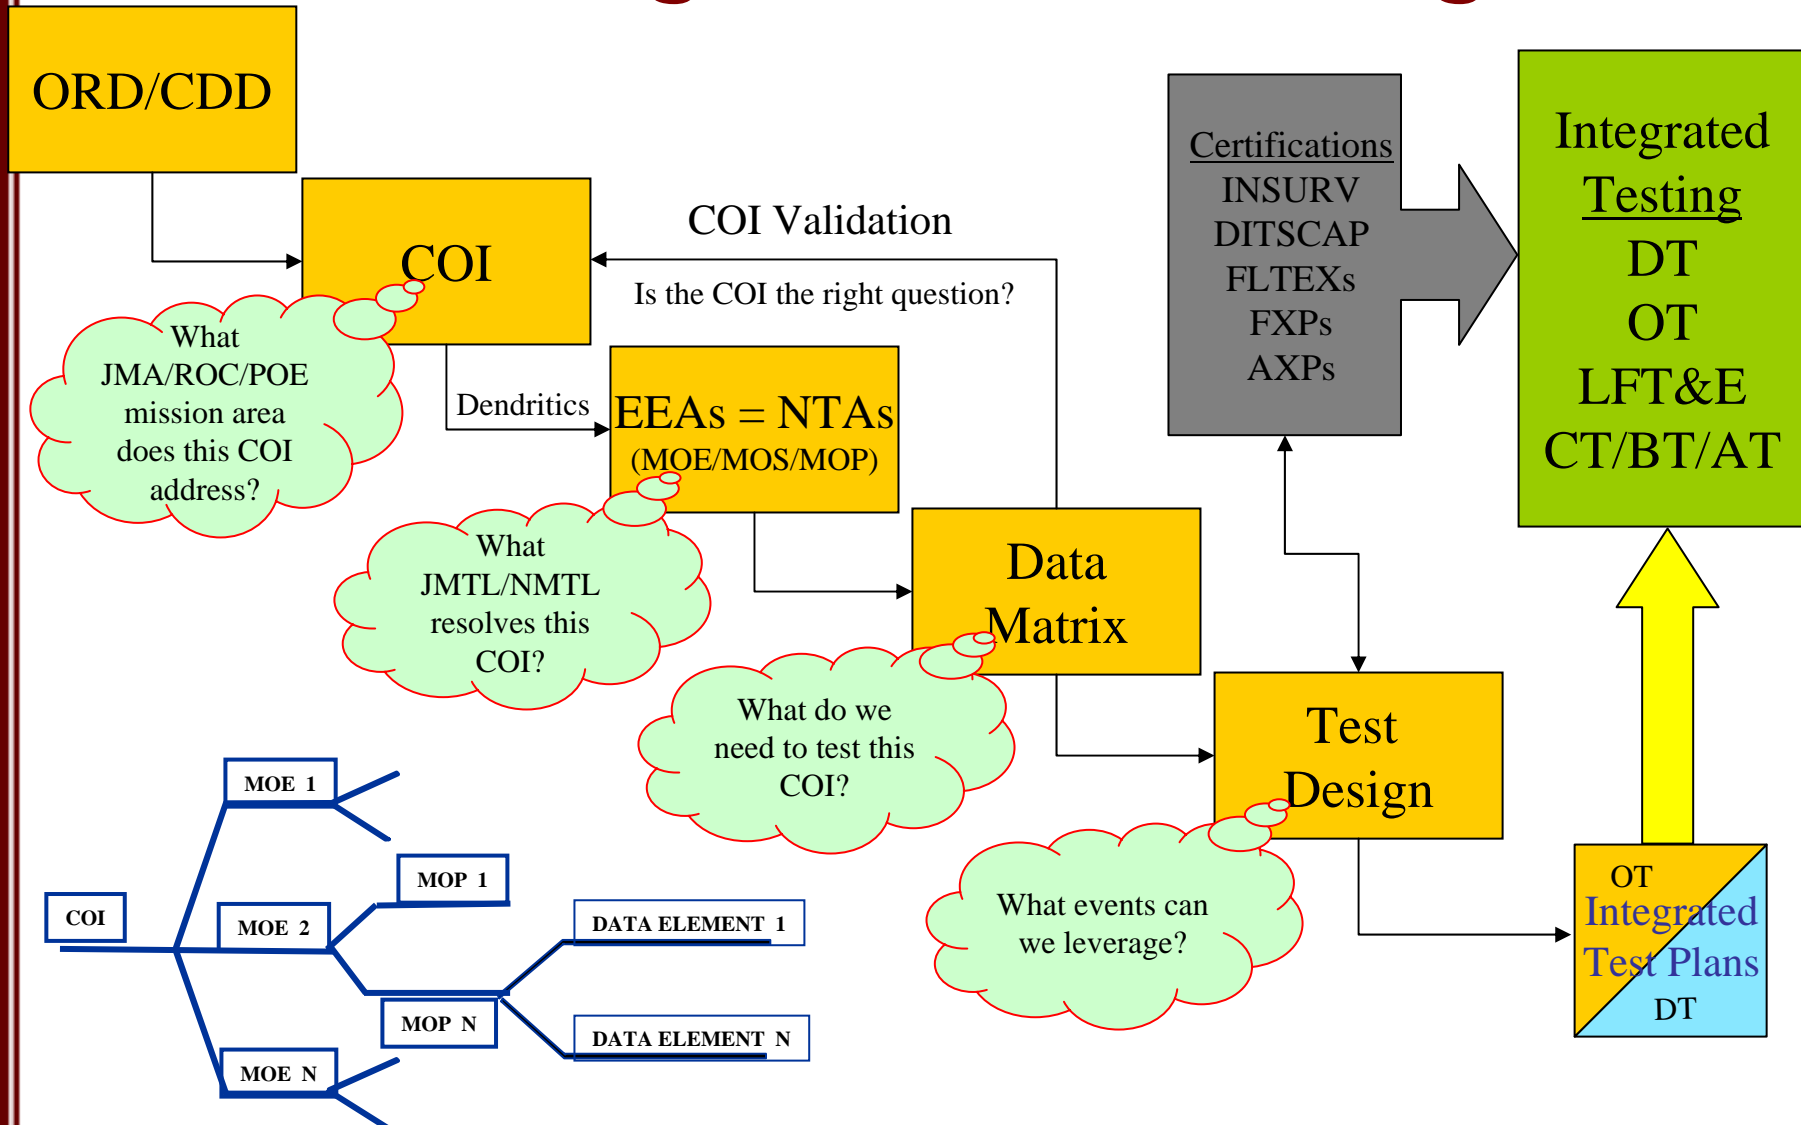 ORD/CDD
COI
COI Validation
Is the COI the right question?
What
JMA/ROC/POE
mission area
does this COI
address?
Dendritics
EEAs = NTAs
(MOE/MOS/MOP)
What
JMTL/NMTL
resolves this
COI?
Data
Matrix
What do we
need to test this
COI?
Test
Design
What events can
we leverage?
Certifications
INSURV
DITSCAP
FLTEXs
FXPs
AXPs
Integrated
Testing
DT
OT
LFT&E
CT/BT/AT
OT
Integrated
Test Plans
DT
COI
MOE 1
MOE 2
MOE N
MOP 1
MOP N
DATA ELEMENT 1
DATA ELEMENT N